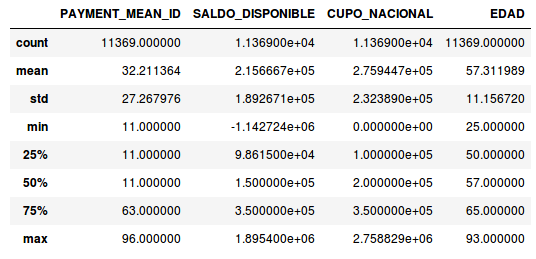 PAYMENT_MEAN_ID SALDO_DISPONIBLE CUPO_NACIONAL EDAD
count 11369.000000 1.136900e+04 1.136900e+04 11369.000000
mean 32.211364 2.156667e+05 2.759447e+05 57.311989
std 27.267976 1.892671e+05 2.323890e+05 11.156720
min 11.000000 -1.142724e+06 0.000000e+00 25.000000
25% 11.000000 9.861500e+04 1.000000e+05 50.000000
50% 11.000000 1.500000e+05 2.000000e+05 57.000000
75% 63.000000 3.500000e+05 3.500000e+05 65.000000
max 96.000000 1.895400e+06 2.758829e+06 93.000000